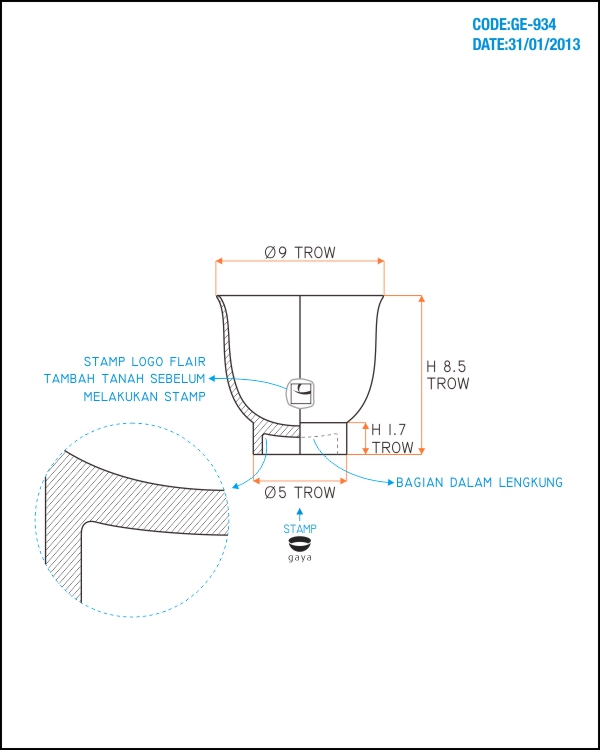 CODE:GE-934
DATE:31/01/2013
Ø9 TROW
STAMP LOGO FLAIR
TAMBAH TANAH SEBELUM
MELAKUKAN STAMP
H 8.5
TROW
H 1.7
TROW
BAGIAN DALAM LENGKUNG
Ø5 TROW
STAMP
gaya